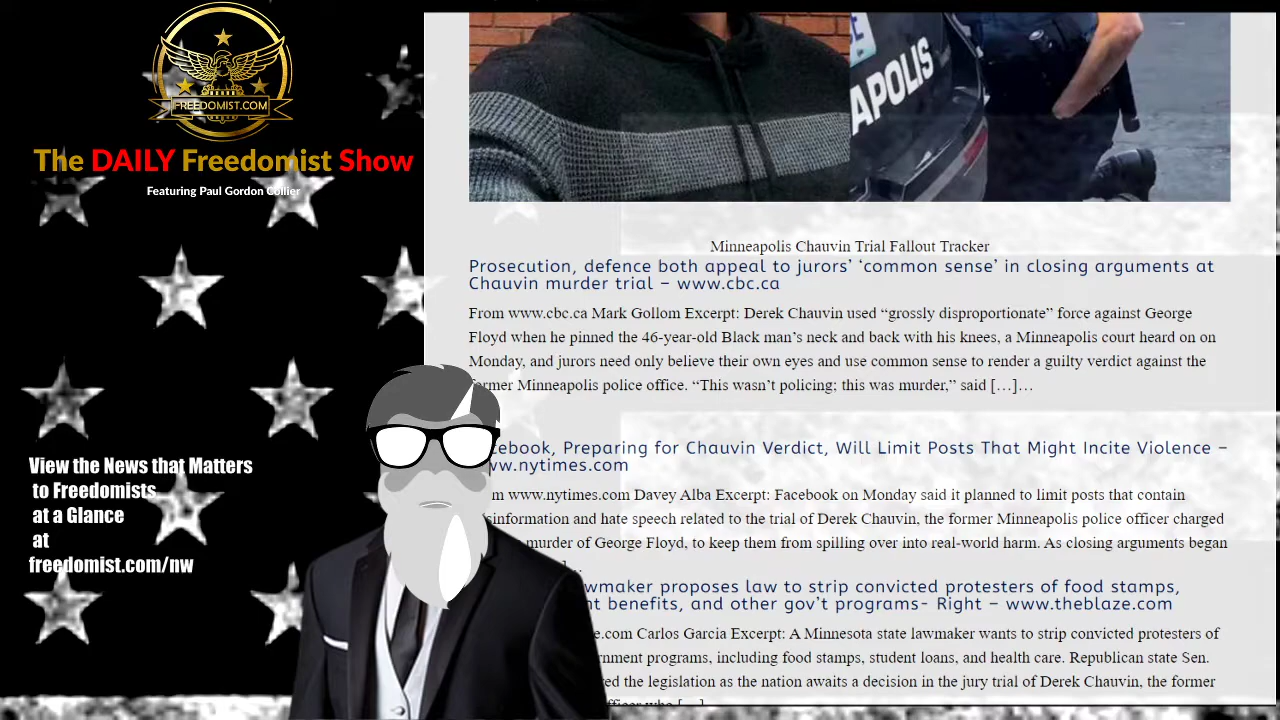 FREEDOMIST.COM
The DAILY Freedomist Show
Featuring Paul Gordon Collier
View the News that Matters
to Freedomists
at a Glance
at
freedomist.com/nw
APOLIS
Minneapolis Chauvin Trial Fallout Tracker
Prosecution, defence both appeal to jurors’ ‘common sense’ in closing arguments at
Chauvin murder trial – www.cbc.ca
From www.cbc.ca Mark Gollom Excerpt: Derek Chauvin used “grossly disproportionate” force against George
Floyd when he pinned the 46-year-old Black man’s neck and back with his knees, a Minneapolis court heard on on
Monday, and jurors need only believe their own eyes and use common sense to render a guilty verdict against the
former Minneapolis police office. “This wasn’t policing; this was murder,” said […]…
cebook, Preparing for Chauvin Verdict, Will Limit Posts That Might Incite Violence –
ww.nytimes.com
m www.nytimes.com Davey Alba Excerpt: Facebook on Monday said it planned to limit posts that contain
sinformation and hate speech related to the trial of Derek Chauvin, the former Minneapolis police officer charged
murder of George Floyd, to keep them from spilling over into real-world harm. As closing arguments began
wmaker proposes law to strip convicted protesters of food stamps,
nt benefits, and other gov’t programs- Right – www.theblaze.com
e.com Carlos Garcia Excerpt: A Minnesota state lawmaker wants to strip convicted protesters of
rnment programs, including food stamps, student loans, and health care. Republican state Sen.
ed the legislation as the nation awaits a decision in the jury trial of Derek Chauvin, the former